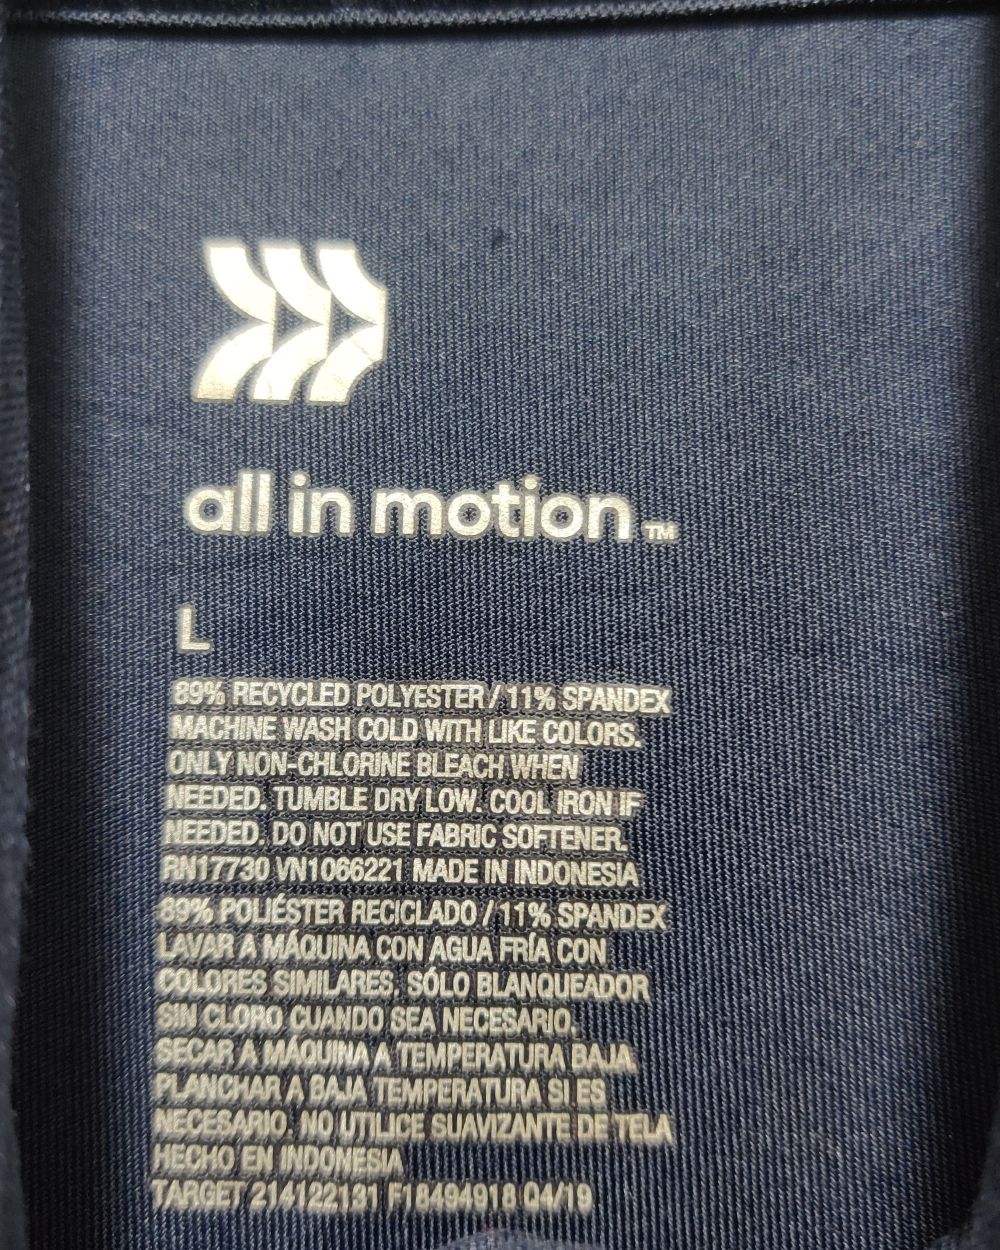 all in motion™
L
89% RECYCLED POLYESTER / 11% SPANDEX
MACHINE WASH COLD WITH LIKE COLORS.
ONLY NON-CHLORINE BLEACH WHEN
NEEDED. TUMBLE DRY LOW. COOL IRON IF
NEEDED. DO NOT USE FABRIC SOFTENER.
RN17730 VN1066221 MADE IN INDONESIA
89% POLIÉSTER RECICLADO / 11% SPANDEX
LAVAR A MÁQUINA CON AGUA FRÍA CON
COLORES SIMILARES. SÓLO BLANQUEADOR
SIN CLORO CUANDO SEA NECESARIO.
SECAR A MÁQUINA A TEMPERATURA BAJA.
PLANCHAR A BAJA TEMPERATURA SI ES
NECESARIO. NO UTILICE SUAVIZANTE DE TELA
HECHO EN INDONESIA
TARGET 214122131 F18494918 Q4/19